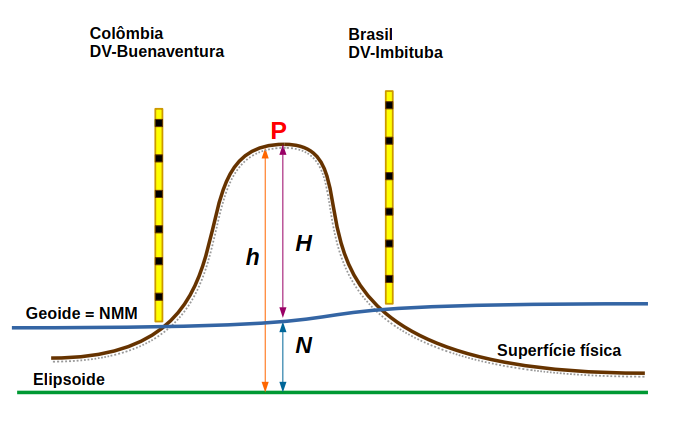 Colômbia
DV-Buenaventura
Brasil
DV-Imbituba
P
h
H
Geoide = NMM
N
Superfície física
Elipsoide